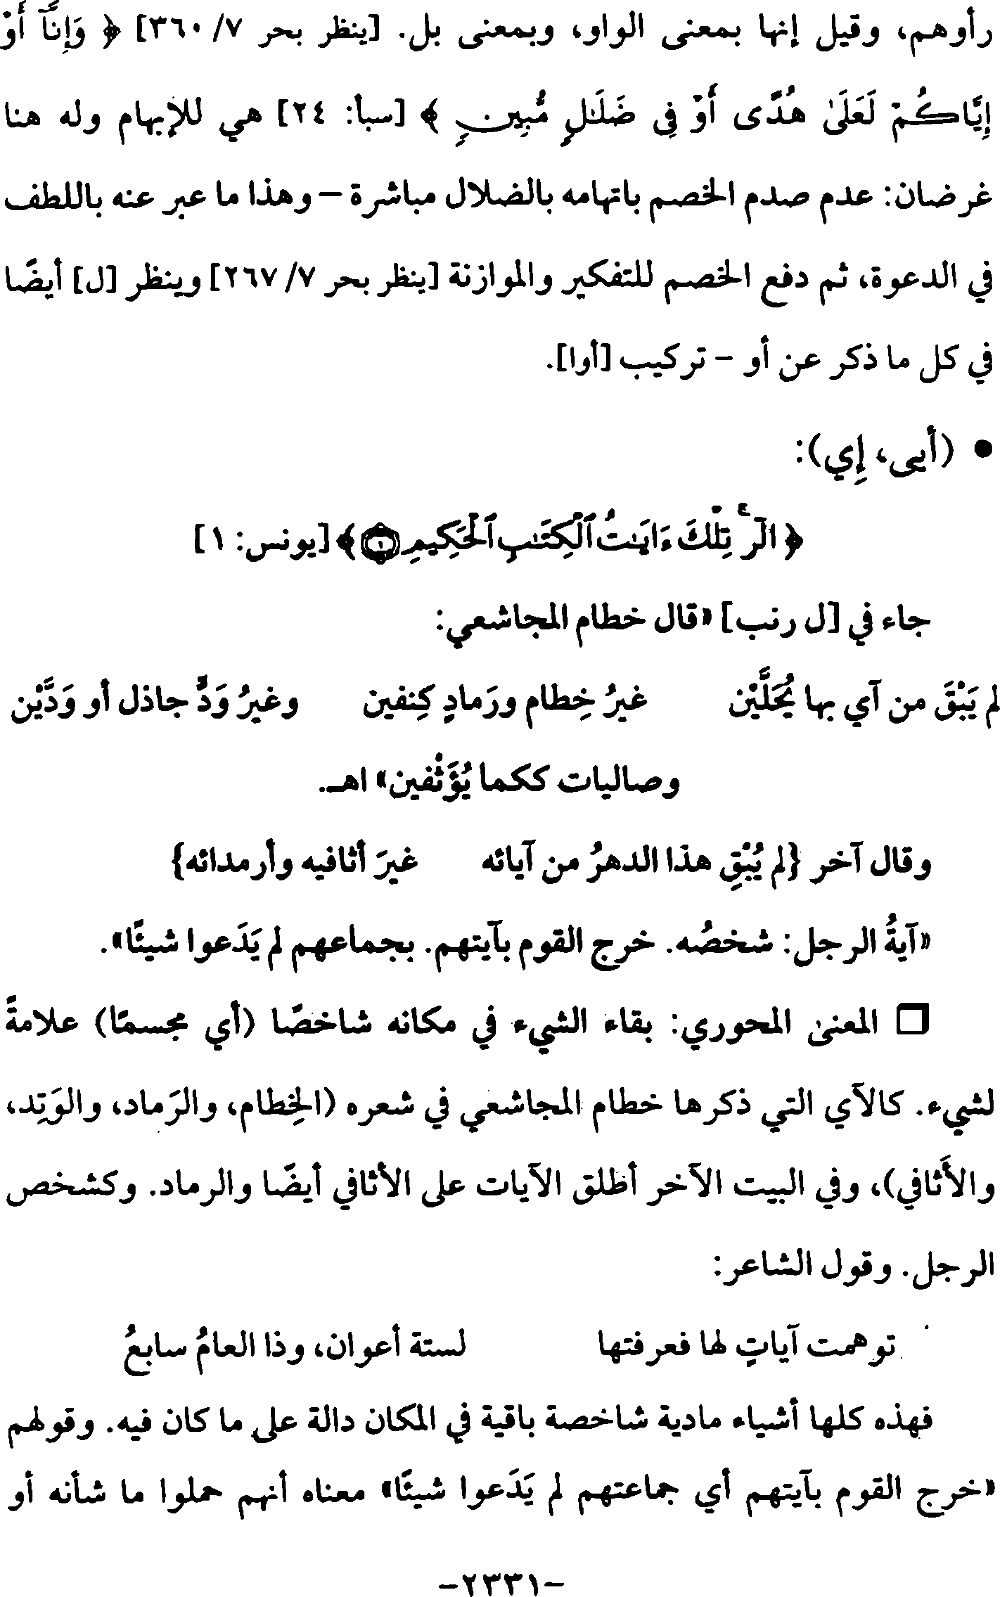 رأوهم، وقيل إنها بمعنى الواو، وبمعنى بل. [ينظر بحر ٧/ ٣٦٠] ﴿ وَإِنَّآ أَوْ
إِيَّاكُمْ لَعَلَىٰ هُدًى أَوْ فِى ضَلَـٰلٍ مُّبِينٍ ﴾ [سبأ: ٢٤] هي للإبهام وله هنا
غرضان: عدم صدم الخصم باتهامه بالضلال مباشرة – وهذا ما عبر عنه باللطف
في الدعوة، ثم دفع الخصم للتفكير والموازنة [ينظر بحر ٧/ ٢٦٧] وينظر [ل] أيضًا
في كل ما ذكر عن أو – تركيب [أوا].
• (أيى، إي):
﴿ الٓرۚ تِلْكَ ءَايَـٰتُ ٱلْكِتَـٰبِ ٱلْحَكِيمِ ۝١ ﴾ [يونس: ١]
جاء في [ل رنب] «قال خطام المجاشعي:
لم يَبْقَ من آي بها يُحَلَّيْن غيرُ خِطام ورَمادٍ كِنفين وغيرُ وَدٍّ جاذل أو وَدَّيْن
وصاليات ككما يُؤَثْفين» اهـ.
وقال آخر {لم يُبْقِ هذا الدهرُ من آيائه غيرَ أثافيه وأرمدائه}
«آيةُ الرجل: شخصُه. خرج القوم بآيتهم. بجماعهم لم يَدَعوا شيئًا».
❒ المعنىٰ المحوري: بقاء الشيء في مكانه شاخصًا (أي مجسمًا) علامةً
لشيء. كالآي التي ذكرها خطام المجاشعي في شعره (الخِطام، والرَماد، والوَتِد،
والأَثافي)، وفي البيت الآخر أطلق الآيات على الأثافي أيضًا والرماد. وكشخص
الرجل. وقول الشاعر:
توهمت آياتٍ لها فعرفتها لستة أعوان، وذا العامُ سابعُ
فهذه كلها أشياء مادية شاخصة باقية في المكان دالة على ما كان فيه. وقولهم
«خرج القوم بآيتهم أي جماعتهم لم يَدَعوا شيئًا» معناه أنهم حملوا ما شأنه أو
–٢٣٣١–